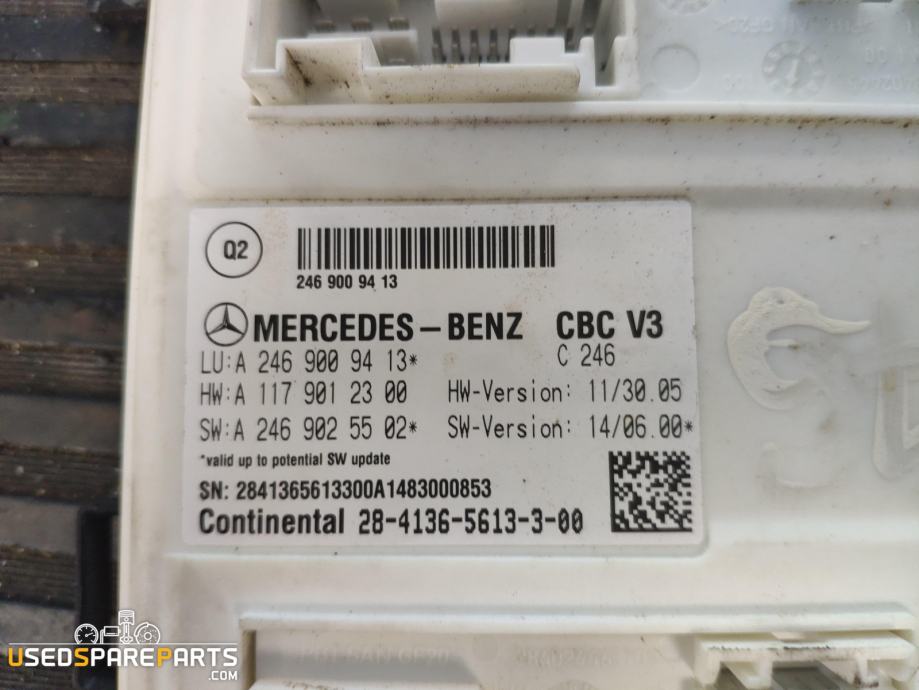 Q2
246 900 94 13
MERCEDES-BENZ CBC V3
LU:A 246 900 94 13* C 246
HW:A 117 901 23 00 HW-Version: 11/30.05
SW:A 246 902 55 02* SW-Version: 14/06.00*
*valid up to potential SW update
SN: 2841365613300A1483000853
Continental 28-4136-5613-3-00
USEDSPAREPARTS
.COM